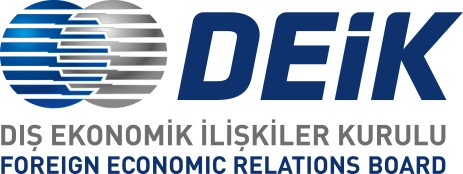 DEİK
DIŞ EKONOMİK İLİŞKİLER KURULU
FOREIGN ECONOMIC RELATIONS BOARD